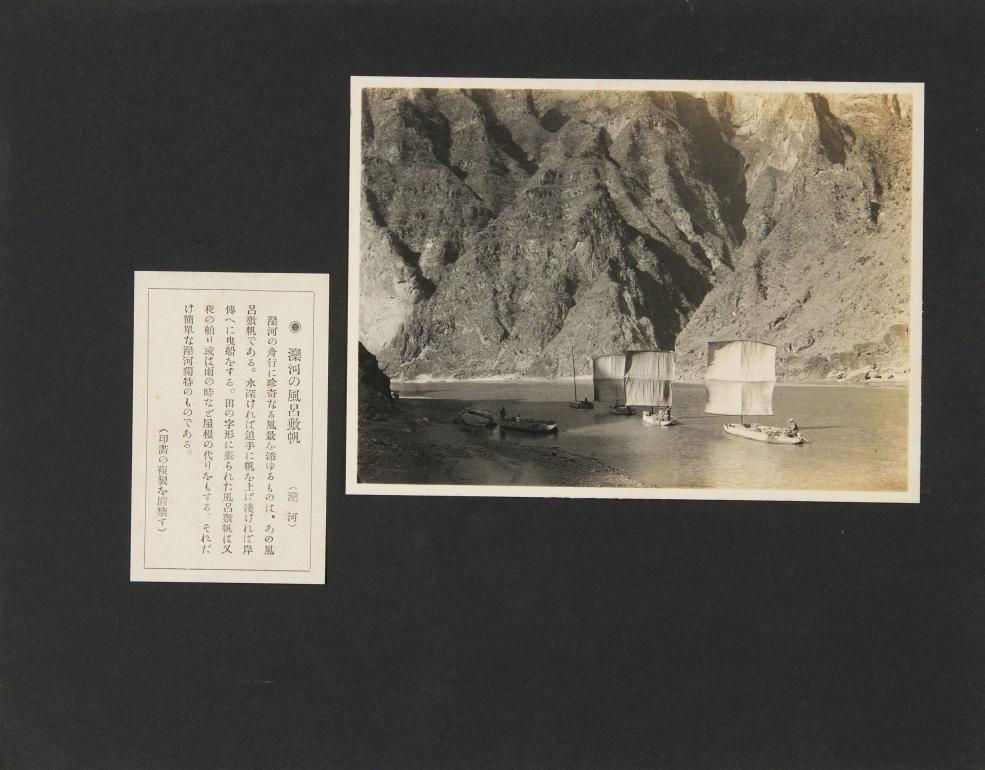 ◉ 灤河の風呂敷帆
（灤 河）
灤河の舟行に珍奇なる風景を添ゆるものは、あの風
呂敷帆である。水深ければ追手に帆を上げ淺ければ岸
傳へに曳船をする。田の字形に張られた風呂敷帆は又
夜の舶り或は雨の時など屋根の代りをもする。それだ
け簡單な灤河獨特のものである。
（印畫の複製を嚴禁す）